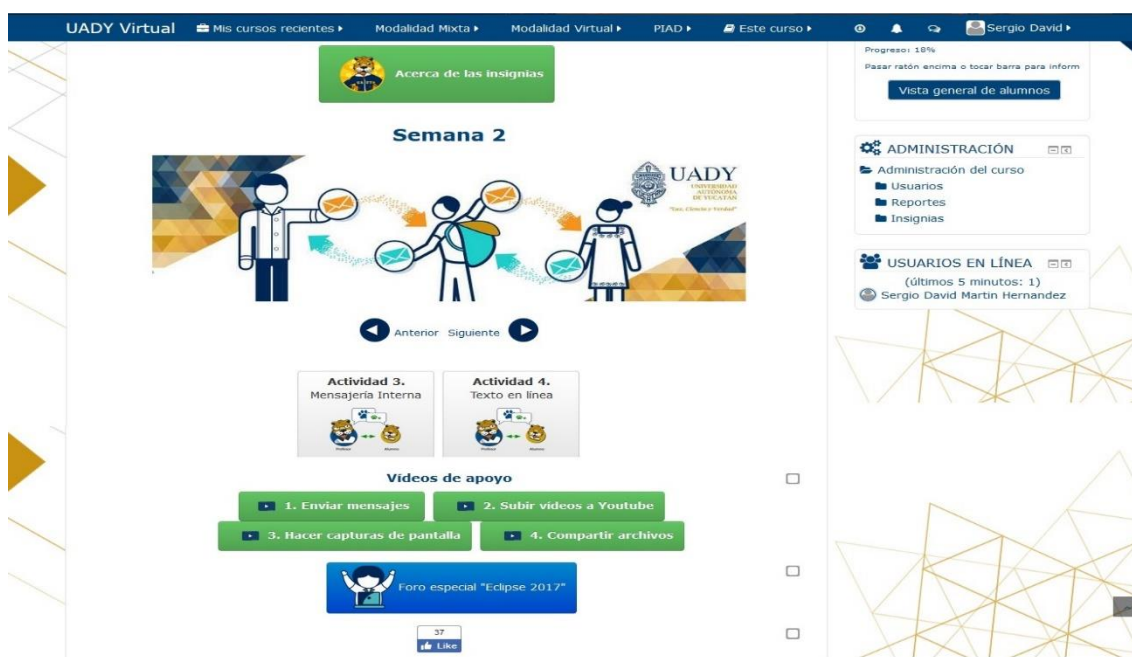 UADY Virtual Mis cursos recientes Modalidad Mixta Modalidad Virtual PIAD Este curso Sergio David
Acerca de las insignias
Semana 2
UADY
UNIVERSIDAD
AUTÓNOMA
DE YUCATÁN
"Luz, Ciencia y Verdad"
Anterior Siguiente
Actividad 3.
Mensajería Interna
Actividad 4.
Texto en línea
Vídeos de apoyo
1. Enviar mensajes
2. Subir vídeos a Youtube
3. Hacer capturas de pantalla
4. Compartir archivos
Foro especial "Eclipse 2017"
37
Like
Progreso: 18%
Pasar ratón encima o tocar barra para inform
Vista general de alumnos
ADMINISTRACIÓN
Administración del curso
Usuarios
Reportes
Insignias
USUARIOS EN LÍNEA
(últimos 5 minutos: 1)
Sergio David Martin Hernandez